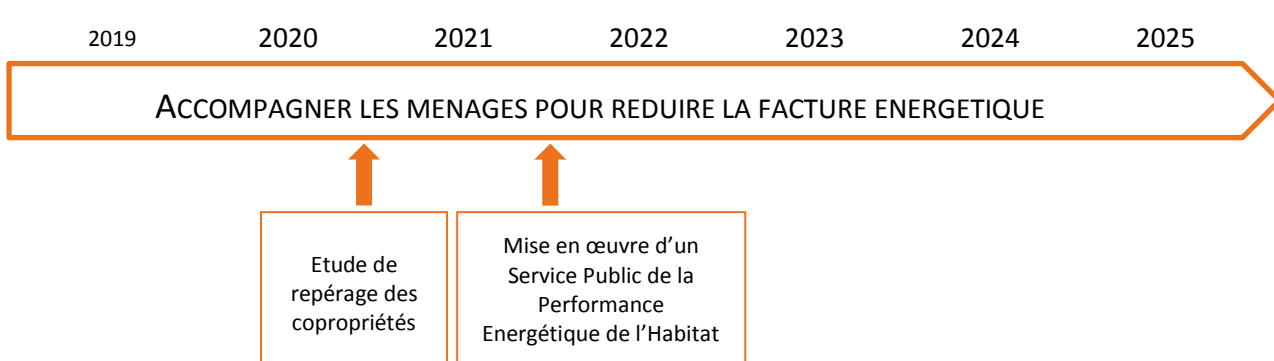 2019 2020 2021 2022 2023 2024 2025
ACCOMPAGNER LES MENAGES POUR REDUIRE LA FACTURE ENERGETIQUE
Etude de
repérage des
copropriétés
Mise en œuvre d’un
Service Public de la
Performance
Energétique de l’Habitat